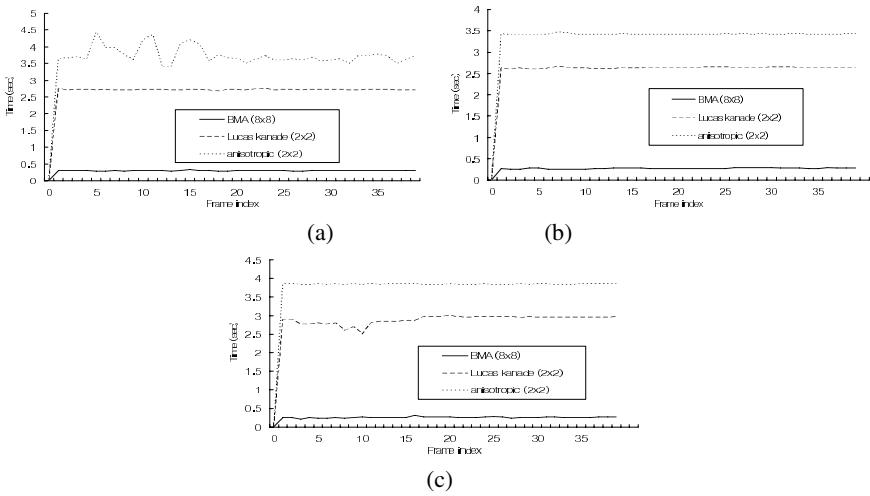 4.5
4
3.5
3
2.5
2
1.5
1
0.5
0
Time(sec)
BMA (8x8)
Lucas kanade (2x2)
anisotropic (2x2)
0 5 10 15 20 25 30 35
Frame index
(a)
4
3.5
3
2.5
2
1.5
1
0.5
0
Time(sec)
BMA (8x8)
Lucas kanade (2x2)
anisotropic (2x2)
0 5 10 15 20 25 30 35
Frame index
(b)
4.5
4
3.5
3
2.5
2
1.5
1
0.5
0
Time(sec)
BMA (8x8)
Lucas kanade (2x2)
anisotropic (2x2)
0 5 10 15 20 25 30 35
Frame index
(c)